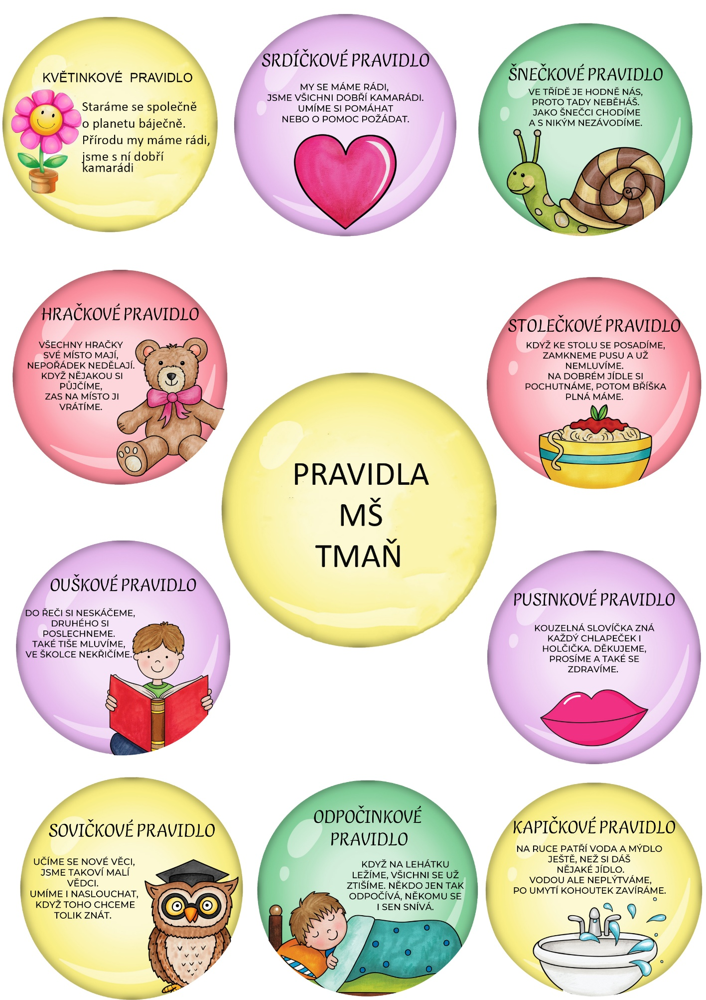 KVĚTINKOVÉ PRAVIDLO
Staráme se společně
o planetu báječně.
Přírodu my máme rádi,
jsme s ní dobří
kamarádi
SRDÍČKOVÉ PRAVIDLO
MY SE MÁME RÁDI,
JSME VŠICHNI DOBŘÍ KAMARÁDI.
UMÍME SI POMÁHAT
NEBO O POMOC POŽÁDAT.
ŠNEČKOVÉ PRAVIDLO
VE TŘÍDĚ JE HODNĚ NÁS,
PROTO TADY NEBĚHÁŠ.
JAKO ŠNEČCI CHODÍME
A S NIKÝM NEZÁVODÍME.
HRAČKOVÉ PRAVIDLO
VŠECHNY HRAČKY
SVÉ MÍSTO MAJÍ,
NEPOŘÁDEK NEDĚLAJÍ.
KDYŽ NĚJAKOU SI
PŮJČÍME,
ZAS NA MÍSTO JI
VRÁTÍME.
STOLEČKOVÉ PRAVIDLO
KDYŽ KE STOLU SE POSADÍME,
ZAMKNEME PUSU A UŽ
NEMLUVÍME.
NA DOBRÉM JÍDLE SI
POCHUTNÁME, POTOM BŘÍŠKA
PLNÁ MÁME.
PRAVIDLA
MŠ
TMAŇ
OUŠKOVÉ PRAVIDLO
DO ŘEČI SI NESKÁČEME,
DRUHÉHO SI
POSLECHNEME.
TAKÉ TIŠE MLUVÍME,
VE ŠKOLCE NEKŘIČÍME.
PUSINKOVÉ PRAVIDLO
KOUZELNÁ SLOVÍČKA ZNÁ
KAŽDÝ CHLAPEČEK I
HOLČIČKA. DĚKUJEME,
PROSÍME A TAKÉ SE
ZDRAVÍME.
SOVIČKOVÉ PRAVIDLO
UČÍME SE NOVÉ VĚCI,
JSME TAKOVÍ MALÍ
VĚDCI.
UMÍME I NASLOUCHAT,
KDYŽ TOHO CHCEME
TOLIK ZNÁT.
ODPOČINKOVÉ
PRAVIDLO
KDYŽ NA LEHÁTKU
LEŽÍME, VŠICHNI SE UŽ
ZTIŠÍME. NĚKDO JEN TAK
ODPOČÍVÁ, NĚKOMU SE
I SEN SNÍVÁ.
KAPIČKOVÉ PRAVIDLO
NA RUCE PATŘÍ VODA A MÝDLO
JEŠTĚ, NEŽ SI DÁŠ
NĚJAKÉ JÍDLO.
VODOU ALE NEPLÝTVÁME,
PO UMYTÍ KOHOUTEK ZAVÍRÁME.